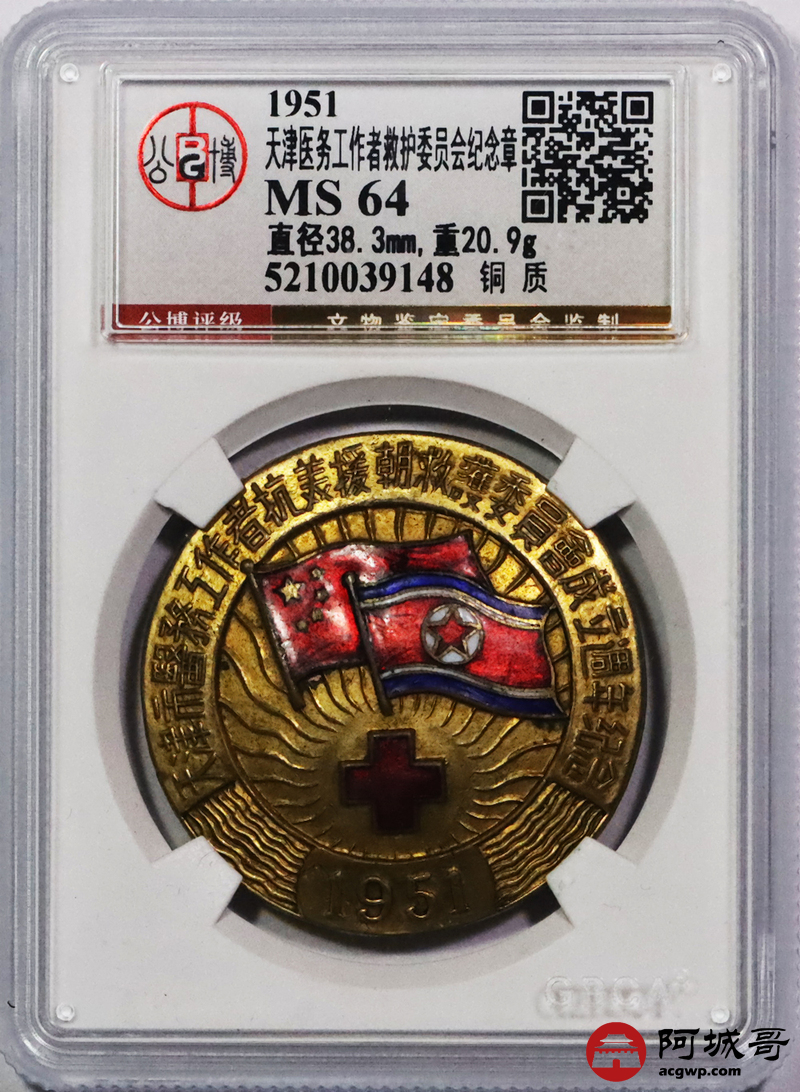 1951
天津医务工作者救护委员会纪念章
公博
BG
MS 64
直径38.3mm,重20.9g
5210039148 铜 质
公博评级 文物鉴定委员会监制
天津市醫務工作者抗美援朝救護委員會成立週年紀念
1951
阿城哥
acgwp.com